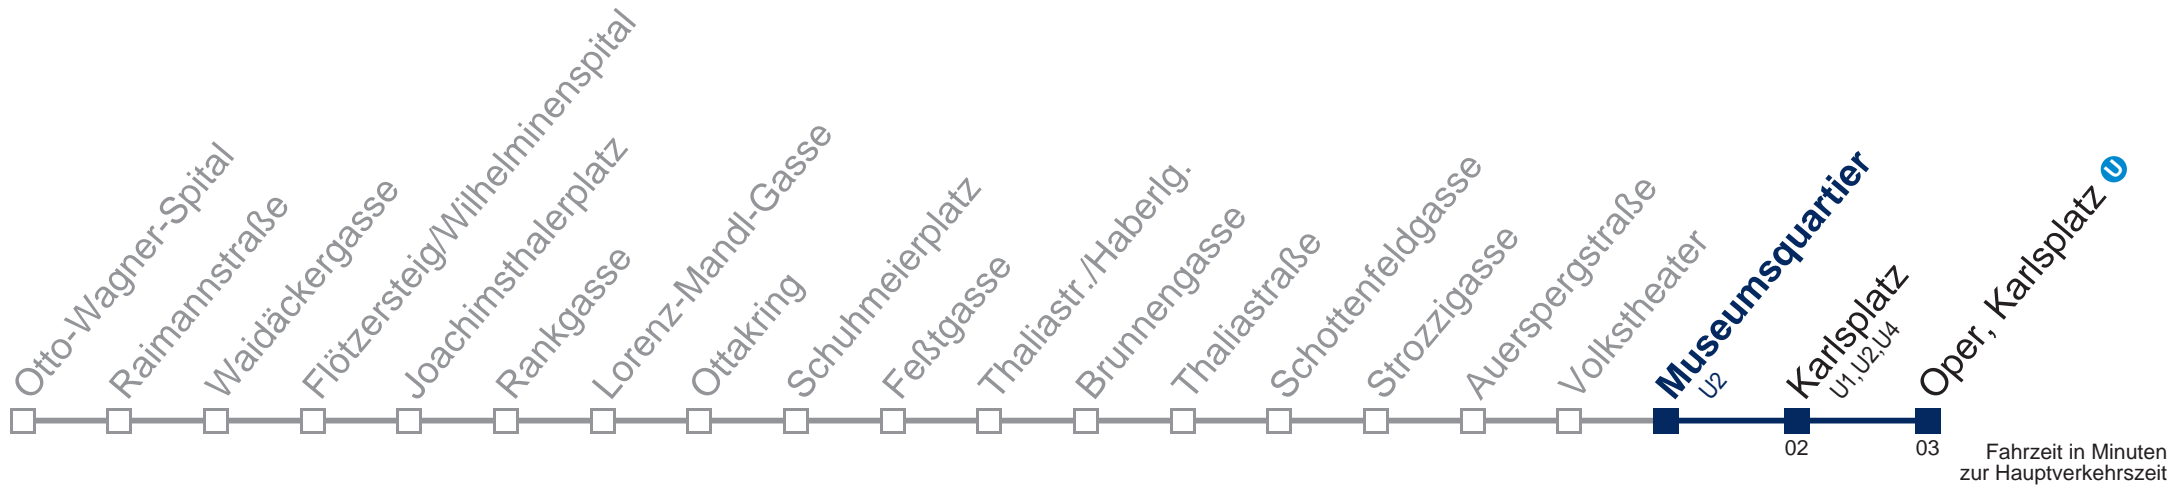 Otto-Wagner-Spital
Raimannstraße
Waidäckergasse
Flötzersteig/Wilhelminenspital
Joachimsthalerplatz
Rankgasse
Lorenz-Mandl-Gasse
Ottakring
Schuhmeierplatz
Feßtgasse
Thaliastr./Haberlg.
Brunnengasse
Thaliastraße
Schottenfeldgasse
Strozzigasse
Auerspergstraße
Volkstheater
Museumsquartier
U2
Karlsplatz
U1,U2,U4
Oper, Karlsplatz U
02
03
Fahrzeit in Minuten
zur Hauptverkehrszeit